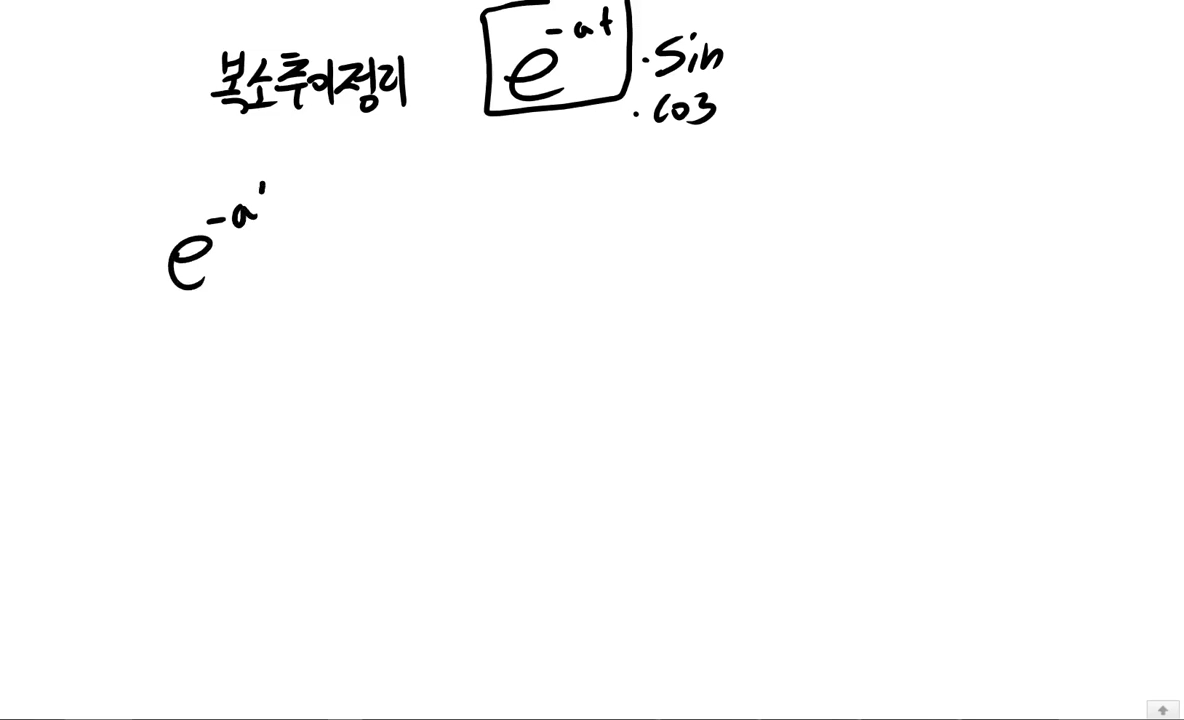 복소추이정리 e^{-at} · sin
· cos
e^{-a'}